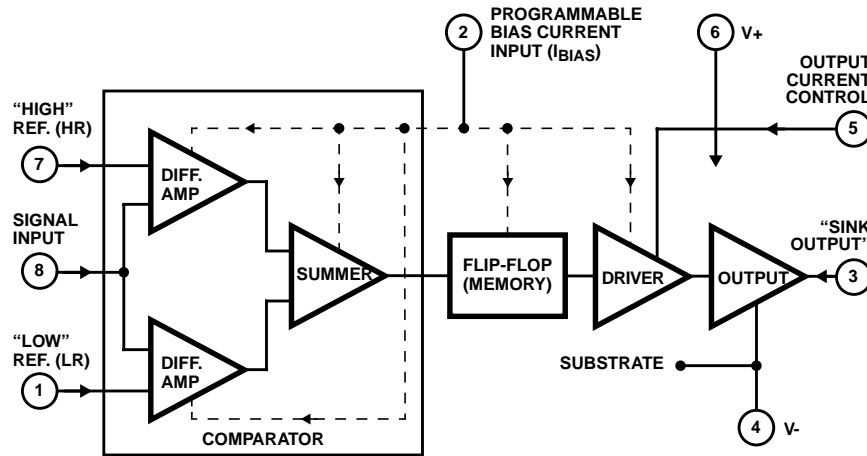 2
PROGRAMMABLE
BIAS CURRENT
INPUT (IBIAS)
6
V+
OUTPUT
CURRENT
CONTROL
5
“HIGH”
REF. (HR)
7
DIFF.
AMP
SIGNAL
INPUT
8
SUMMER
FLIP-FLOP
(MEMORY)
DRIVER
OUTPUT
“SINK
OUTPUT”
3
“LOW”
REF. (LR)
1
DIFF.
AMP
SUBSTRATE
COMPARATOR
4
V-